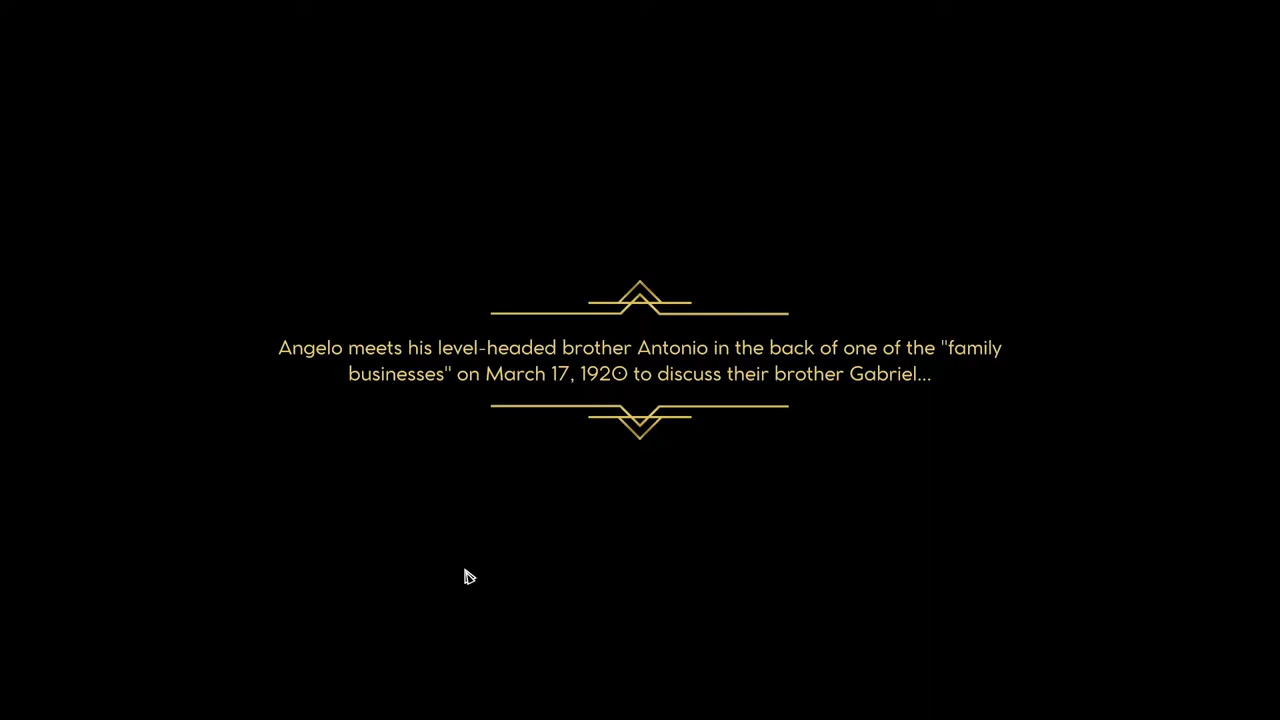 Angelo meets his level-headed brother Antonio in the back of one of the "family
businesses" on March 17, 1920 to discuss their brother Gabriel...